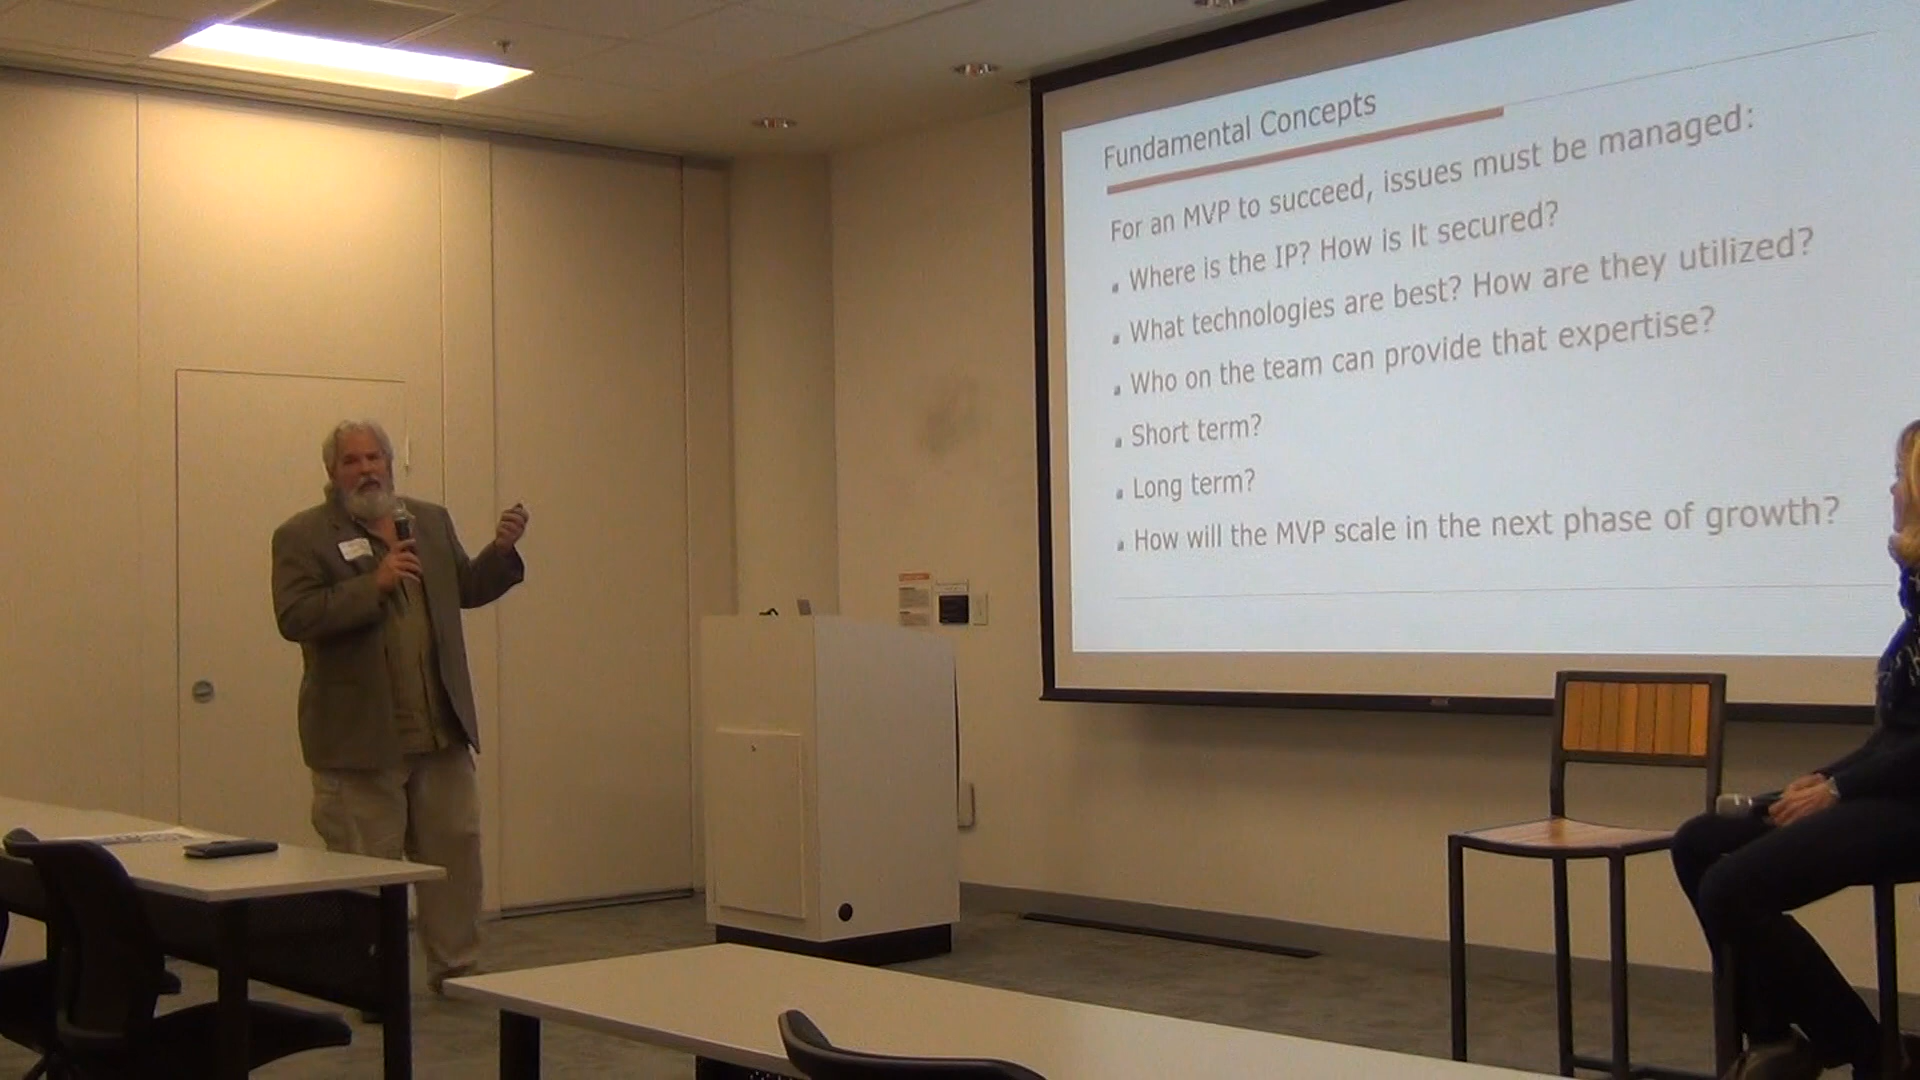 Fundamental Concepts
For an MVP to succeed, issues must be managed:
Where is the IP? How is it secured?
What technologies are best? How are they utilized?
Who on the team can provide that expertise?
Short term?
Long term?
How will the MVP scale in the next phase of growth?